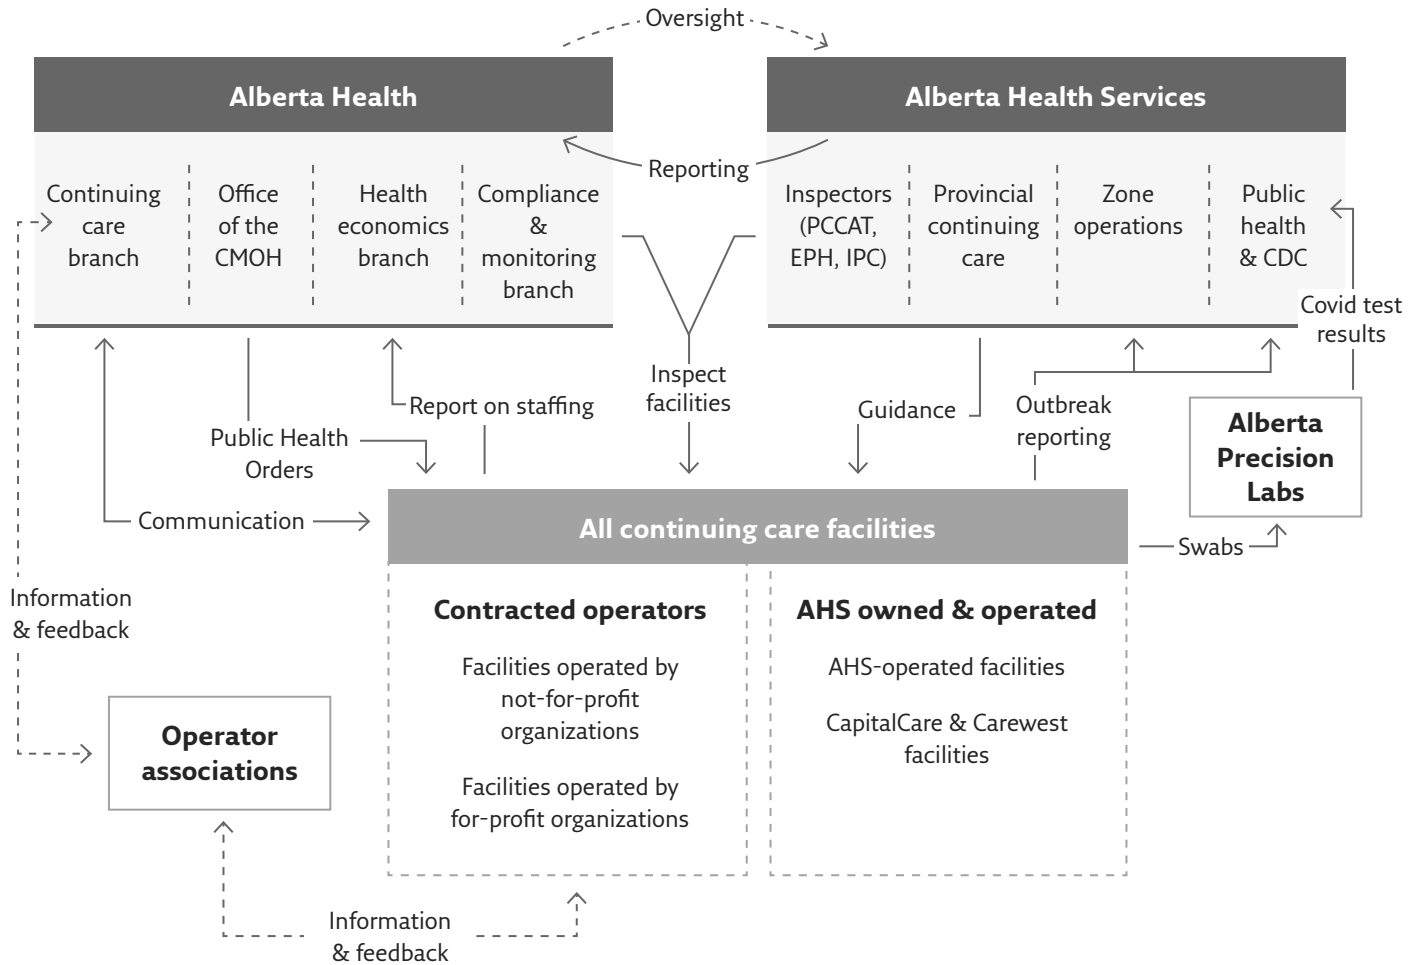 Oversight
Alberta Health
Alberta Health Services
Reporting
Continuing
care
branch
Office
of the
CMOH
Health
economics
branch
Compliance
&
monitoring
branch
Inspectors
(PCCAT,
EPH, IPC)
Provincial
continuing
care
Zone
operations
Public
health
& CDC
Covid test
results
Inspect
facilities
Report on staffing
Guidance
Outbreak
reporting
Public Health
Orders
Alberta
Precision
Labs
Communication
All continuing care facilities
Swabs
Information
& feedback
Contracted operators
Facilities operated by
not-for-profit
organizations
Facilities operated by
for-profit organizations
AHS owned & operated
AHS-operated facilities
CapitalCare & Carewest
facilities
Operator
associations
Information
& feedback